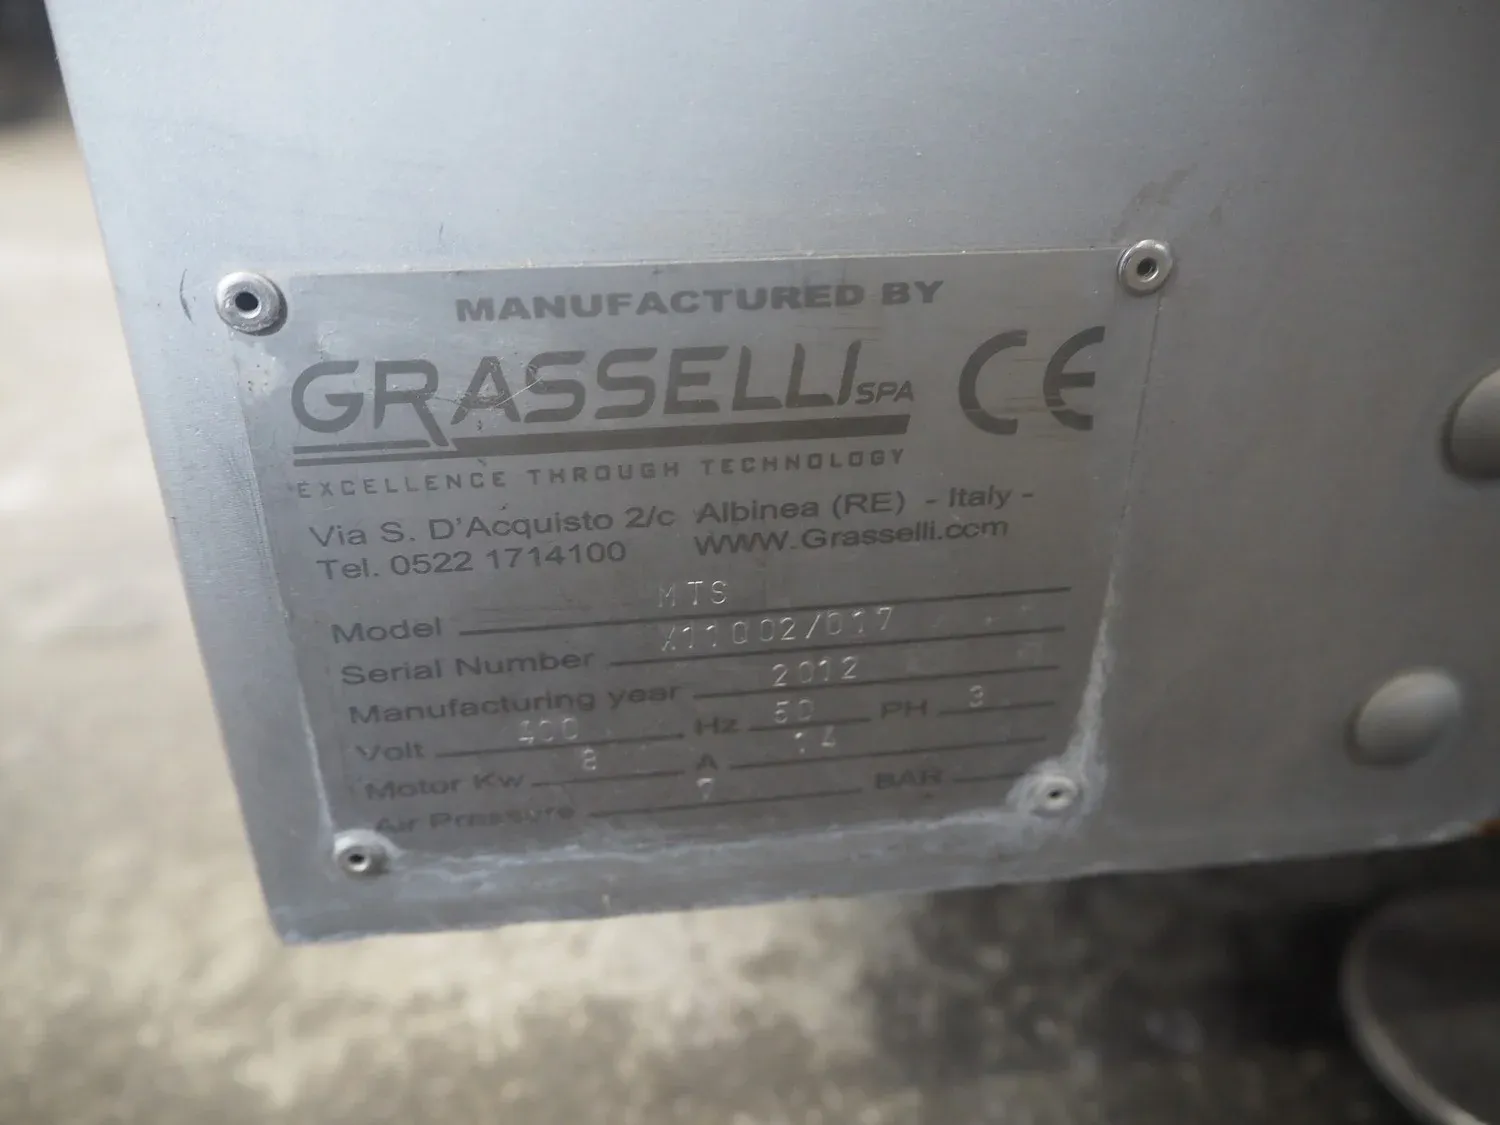 MANUFACTURED BY
GRASSELLI SPA CE
EXCELLENCE THROUGH TECHNOLOGY
Via S. D'Acquisto 2/c Albinea (RE) - Italy -
Tel. 0522 1714100 WWW.Grasselli.com
Model MTS
Serial Number X11002/017
Manufacturing year 2012
Volt 400 Hz 50 PH 3
Motor Kw 8 A 14
Air Pressure 7 BAR